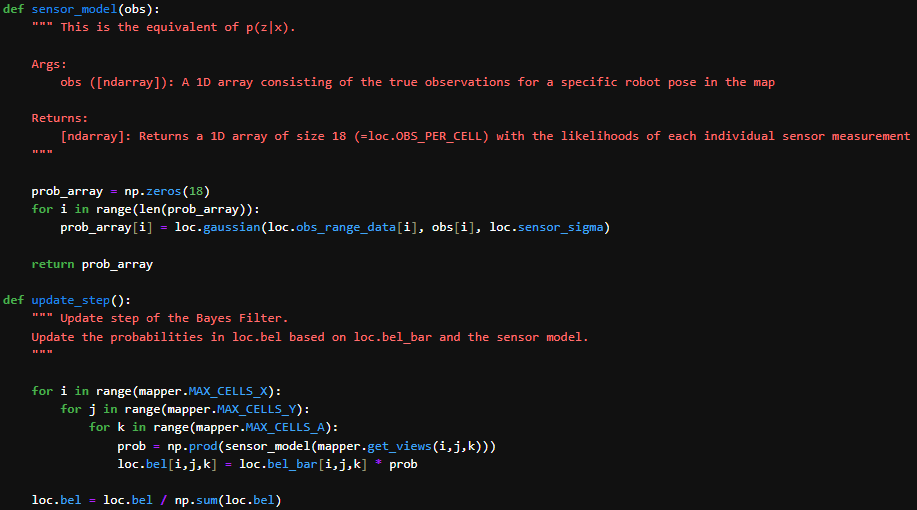 def sensor_model(obs):
    """ This is the equivalent of p(z|x).

    Args:
        obs ([ndarray]): A 1D array consisting of the true observations for a specific robot pose in the map

    Returns:
        [ndarray]: Returns a 1D array of size 18 (=loc.OBS_PER_CELL) with the likelihoods of each individual sensor measurement
    """

    prob_array = np.zeros(18)
    for i in range(len(prob_array)):
        prob_array[i] = loc.gaussian(loc.obs_range_data[i], obs[i], loc.sensor_sigma)

    return prob_array

def update_step():
    """ Update step of the Bayes Filter.
    Update the probabilities in loc.bel based on loc.bel_bar and the sensor model.
    """

    for i in range(mapper.MAX_CELLS_X):
        for j in range(mapper.MAX_CELLS_Y):
            for k in range(mapper.MAX_CELLS_A):
                prob = np.prod(sensor_model(mapper.get_views(i,j,k)))
                loc.bel[i,j,k] = loc.bel_bar[i,j,k] * prob

    loc.bel = loc.bel / np.sum(loc.bel)